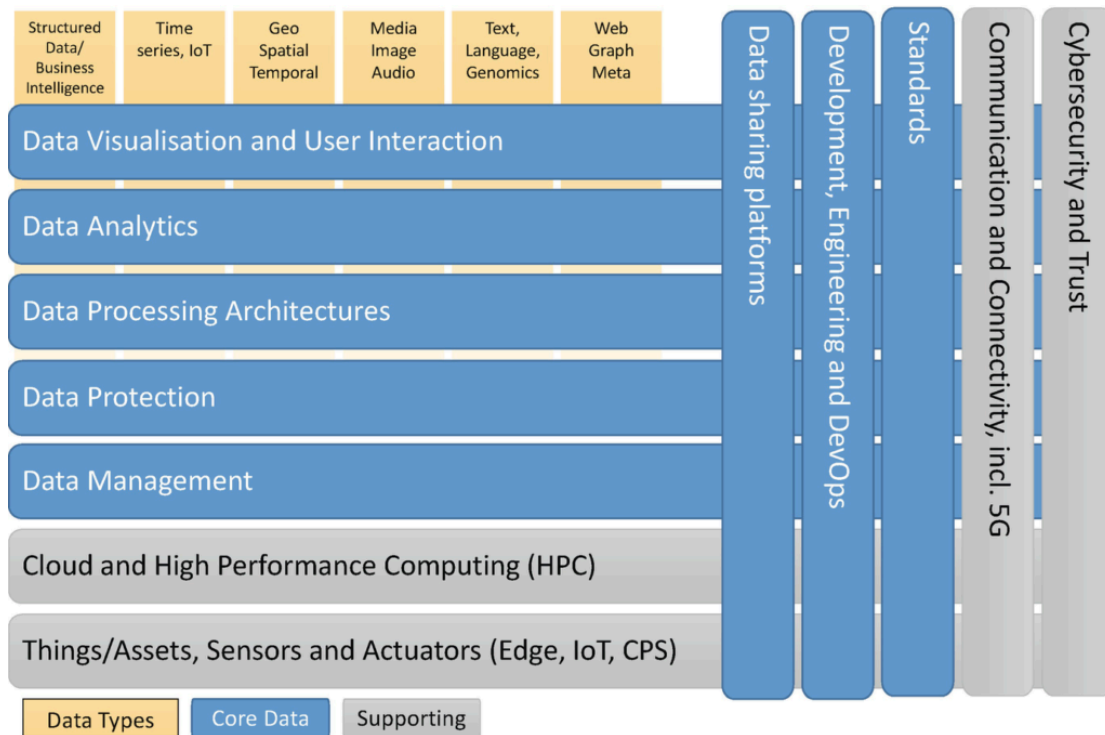 Structured
Data/
Business
Intelligence
Time
series, IoT
Geo
Spatial
Temporal
Media
Image
Audio
Text,
Language,
Genomics
Web
Graph
Meta
Data Visualisation and User Interaction
Data Analytics
Data Processing Architectures
Data Protection
Data Management
Cloud and High Performance Computing (HPC)
Things/Assets, Sensors and Actuators (Edge, IoT, CPS)
Data sharing platforms
Development, Engineering and DevOps
Standards
Communication and Connectivity, incl. 5G
Cybersecurity and Trust
Data Types
Core Data
Supporting